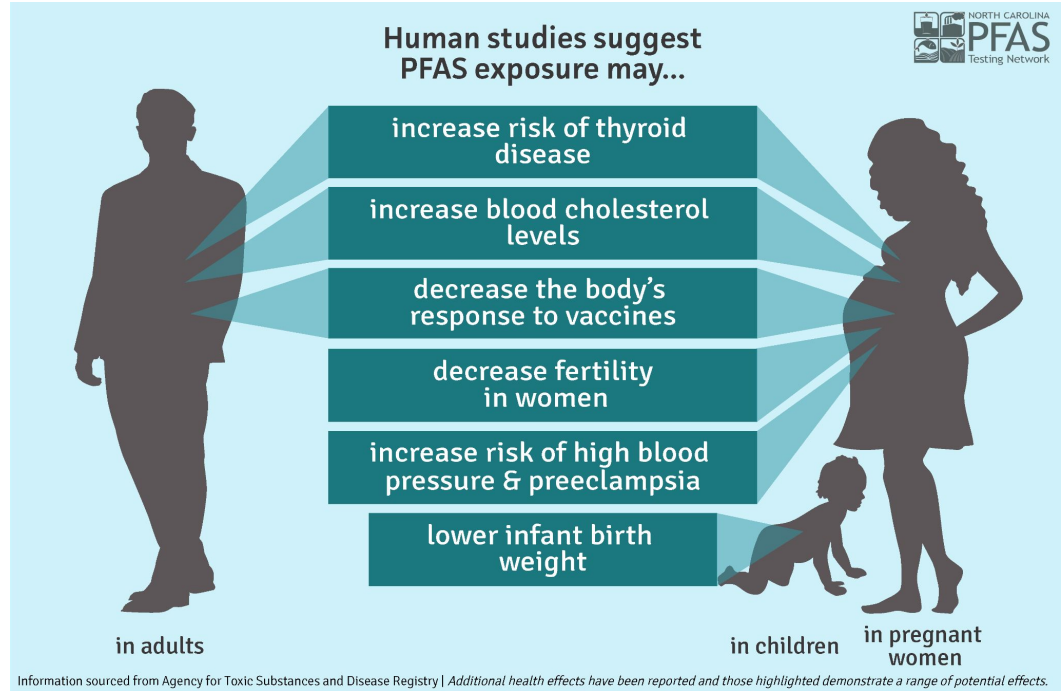 Human studies suggest
PFAS exposure may...
NORTH CAROLINA
PFAS
Testing Network
increase risk of thyroid
disease
increase blood cholesterol
levels
decrease the body’s
response to vaccines
decrease fertility
in women
increase risk of high blood
pressure & preeclampsia
lower infant birth
weight
in adults
in children
in pregnant
women
Information sourced from Agency for Toxic Substances and Disease Registry | Additional health effects have been reported and those highlighted demonstrate a range of potential effects.